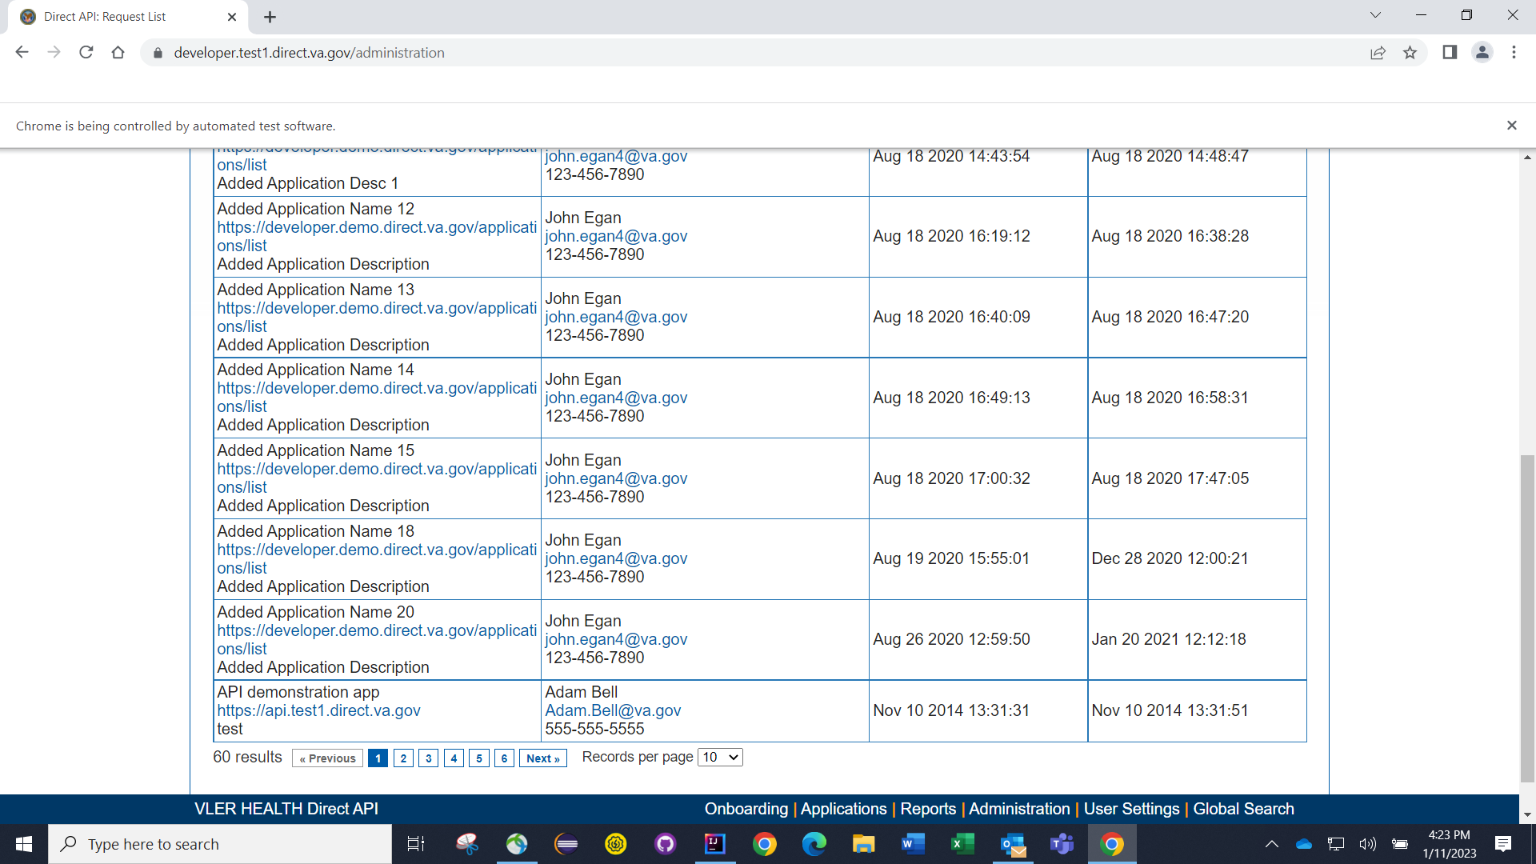 Direct API: Request List
developer.test1.direct.va.gov/administration
Chrome is being controlled by automated test software.
ons/list
Added Application Desc 1
john.egan4@va.gov
123-456-7890
Aug 18 2020 14:43:54
Aug 18 2020 14:48:47
Added Application Name 12
https://developer.demo.direct.va.gov/applicati
ons/list
Added Application Description
John Egan
john.egan4@va.gov
123-456-7890
Aug 18 2020 16:19:12
Aug 18 2020 16:38:28
Added Application Name 13
https://developer.demo.direct.va.gov/applicati
ons/list
Added Application Description
John Egan
john.egan4@va.gov
123-456-7890
Aug 18 2020 16:40:09
Aug 18 2020 16:47:20
Added Application Name 14
https://developer.demo.direct.va.gov/applicati
ons/list
Added Application Description
John Egan
john.egan4@va.gov
123-456-7890
Aug 18 2020 16:49:13
Aug 18 2020 16:58:31
Added Application Name 15
https://developer.demo.direct.va.gov/applicati
ons/list
Added Application Description
John Egan
john.egan4@va.gov
123-456-7890
Aug 18 2020 17:00:32
Aug 18 2020 17:47:05
Added Application Name 18
https://developer.demo.direct.va.gov/applicati
ons/list
Added Application Description
John Egan
john.egan4@va.gov
123-456-7890
Aug 19 2020 15:55:01
Dec 28 2020 12:00:21
Added Application Name 20
https://developer.demo.direct.va.gov/applicati
ons/list
Added Application Description
John Egan
john.egan4@va.gov
123-456-7890
Aug 26 2020 12:59:50
Jan 20 2021 12:12:18
API demonstration app
https://api.test1.direct.va.gov
test
Adam Bell
Adam.Bell@va.gov
555-555-5555
Nov 10 2014 13:31:31
Nov 10 2014 13:31:51
60 results « Previous 1 2 3 4 5 6 Next » Records per page 10
VLER HEALTH Direct API
Onboarding | Applications | Reports | Administration | User Settings | Global Search
Type here to search
4:23 PM
1/11/2023